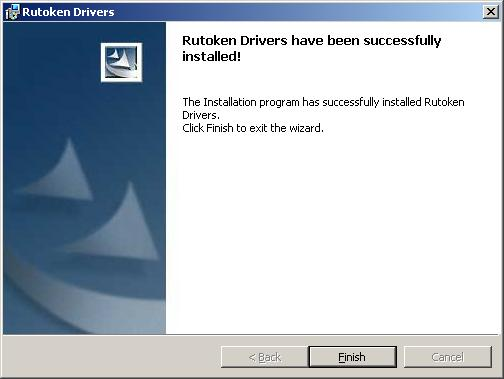 Rutoken Drivers
Rutoken Drivers have been successfully
installed!
The Installation program has successfully installed Rutoken
Drivers.
Click Finish to exit the wizard.
< Back
Finish
Cancel